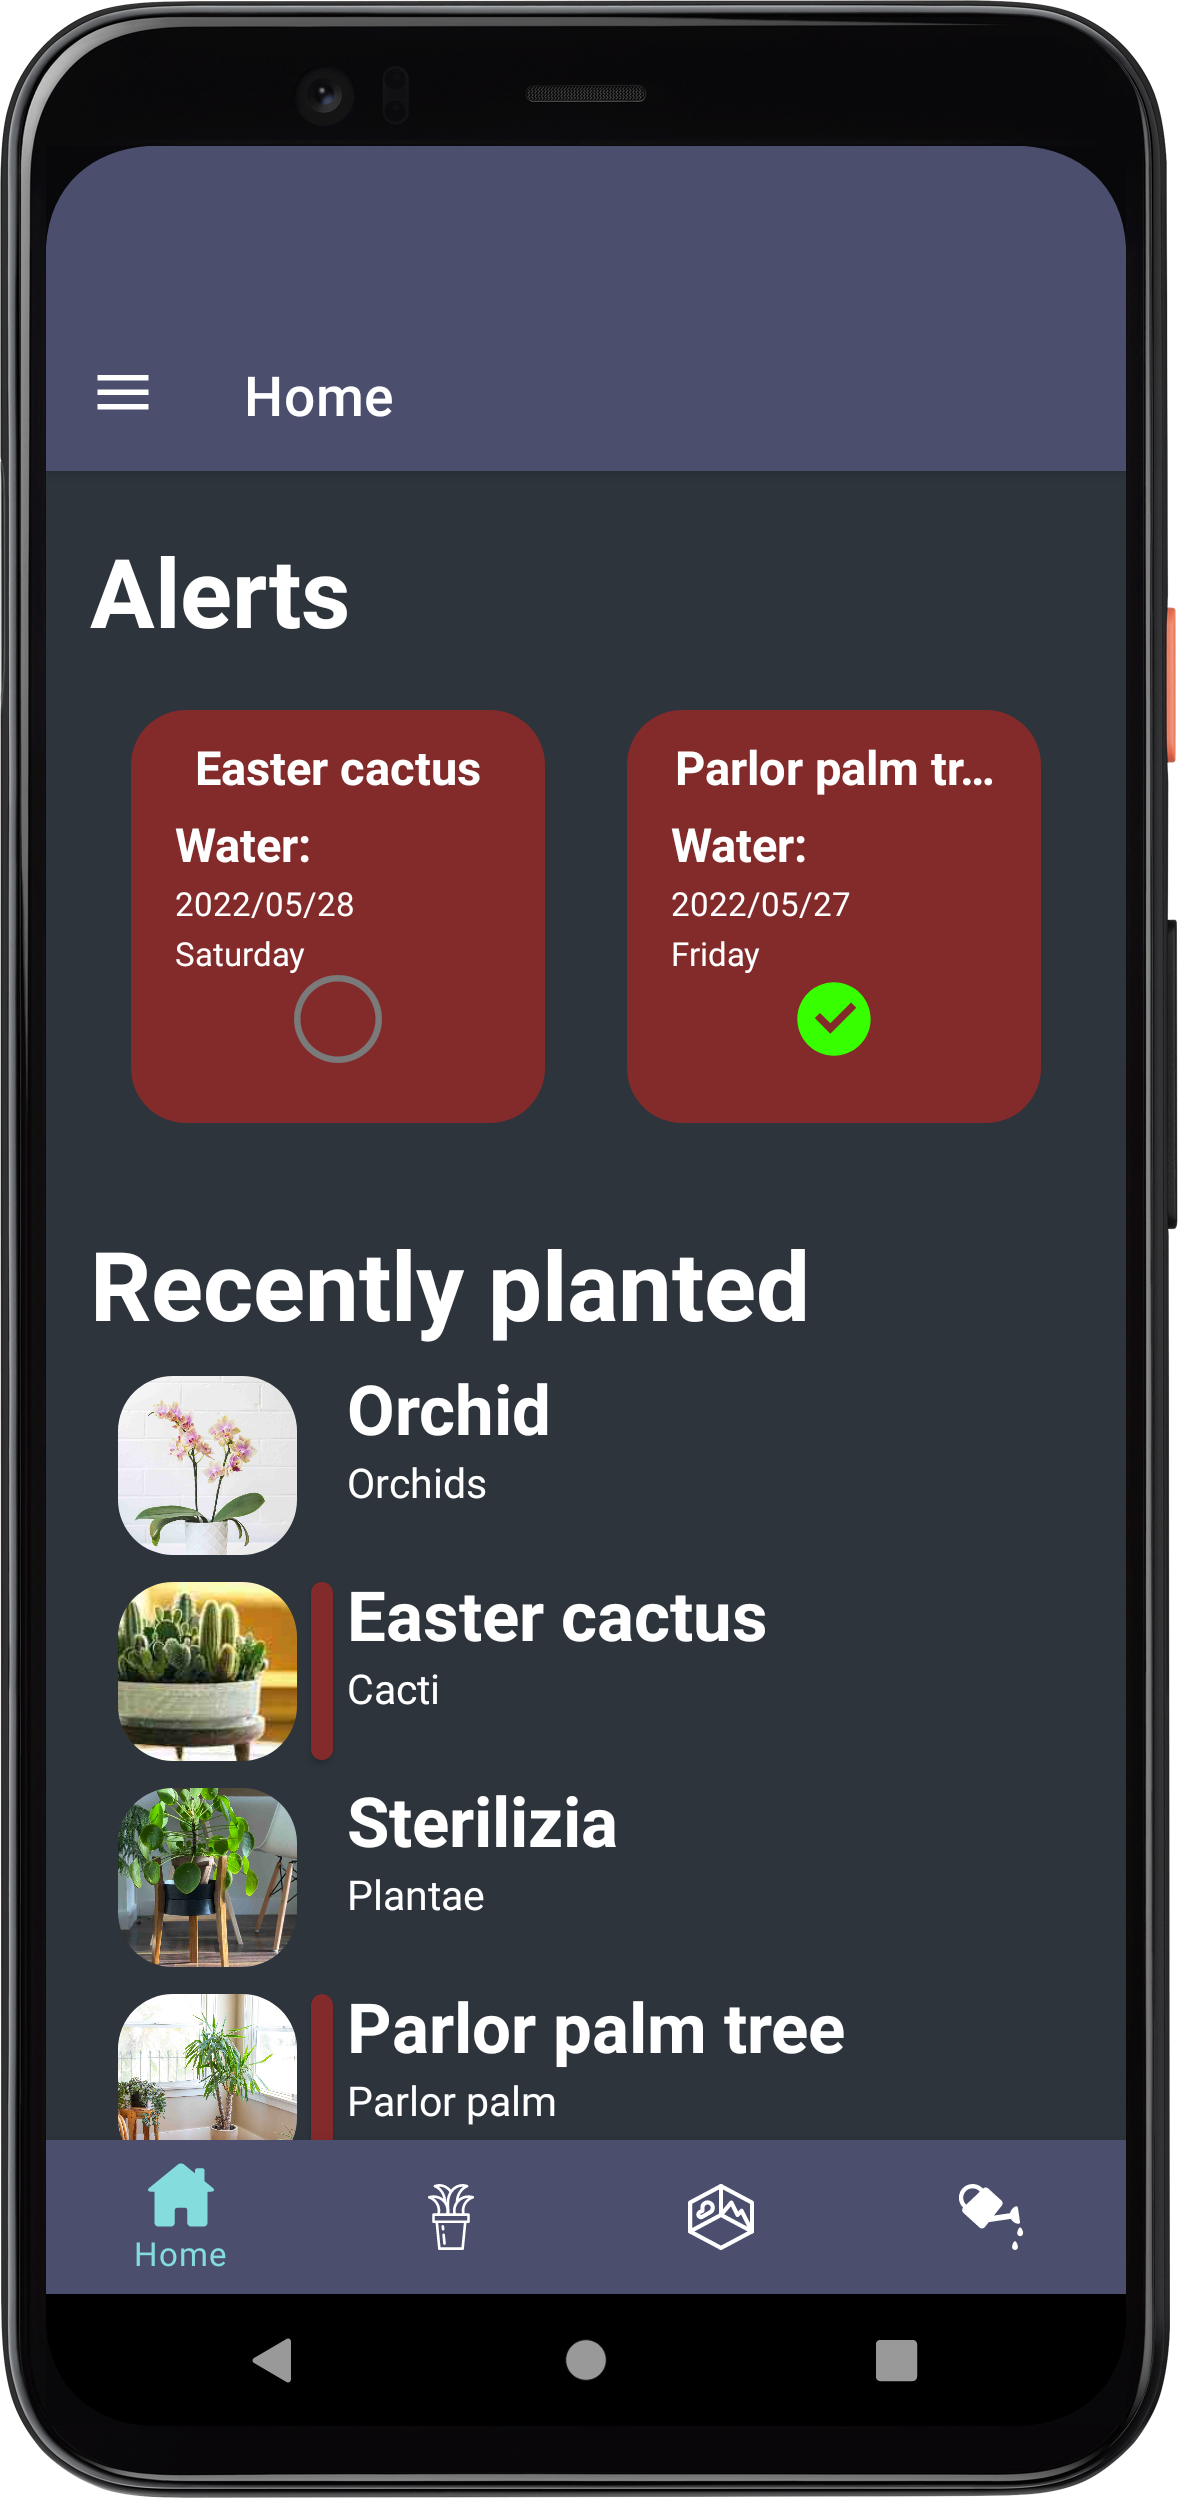 Home
Alerts
Easter cactus
Water:
2022/05/28
Saturday
Parlor palm tr...
Water:
2022/05/27
Friday
Recently planted
Orchid
Orchids
Easter cactus
Cacti
Sterilizia
Plantae
Parlor palm tree
Parlor palm
Home